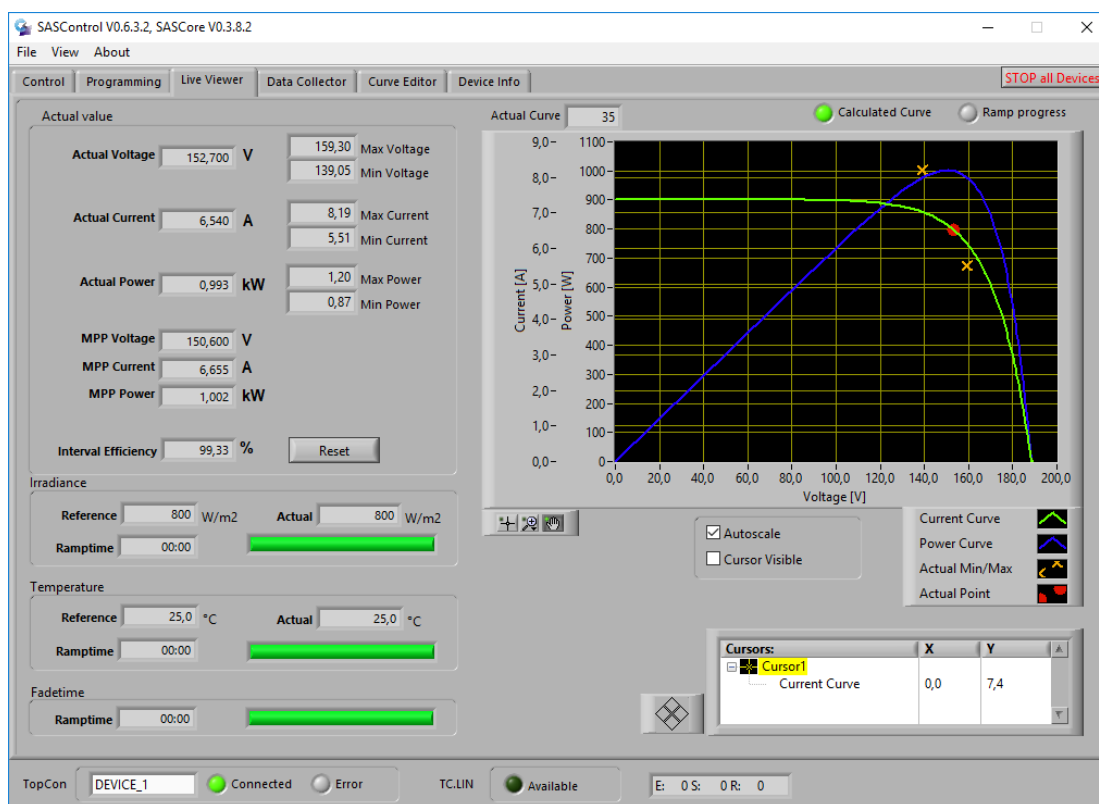 SASControl V0.6.3.2, SASCore V0.3.8.2
File View About
Control Programming Live Viewer Data Collector Curve Editor Device Info STOP all Devices
Actual value
Actual Voltage 152,700 V
159,30 Max Voltage
139,05 Min Voltage
Actual Current 6,540 A
8,19 Max Current
5,51 Min Current
Actual Power 0,993 kW
1,20 Max Power
0,87 Min Power
MPP Voltage 150,600 V
MPP Current 6,655 A
MPP Power 1,002 kW
Interval Efficiency 99,33 % Reset
Irradiance
Reference 800 W/m2 Actual 800 W/m2
Ramptime 00:00
Temperature
Reference 25,0 °C Actual 25,0 °C
Ramptime 00:00
Fadetime
Ramptime 00:00
Actual Curve 35 Calculated Curve Ramp progress
Current [A]
9,0
8,0
7,0
6,0
5,0
4,0
3,0
2,0
1,0
0,0
Power [W]
1100
1000
900
800
700
600
500
400
300
200
100
0
0,0 20,0 40,0 60,0 80,0 100,0 120,0 140,0 160,0 180,0 200,0
Voltage [V]
Autoscale
Cursor Visible
Current Curve
Power Curve
Actual Min/Max
Actual Point
Cursors: X Y
Cursor1
Current Curve 0,0 7,4
TopCon DEVICE_1 Connected Error TC.LIN Available E: 0 S: 0 R: 0